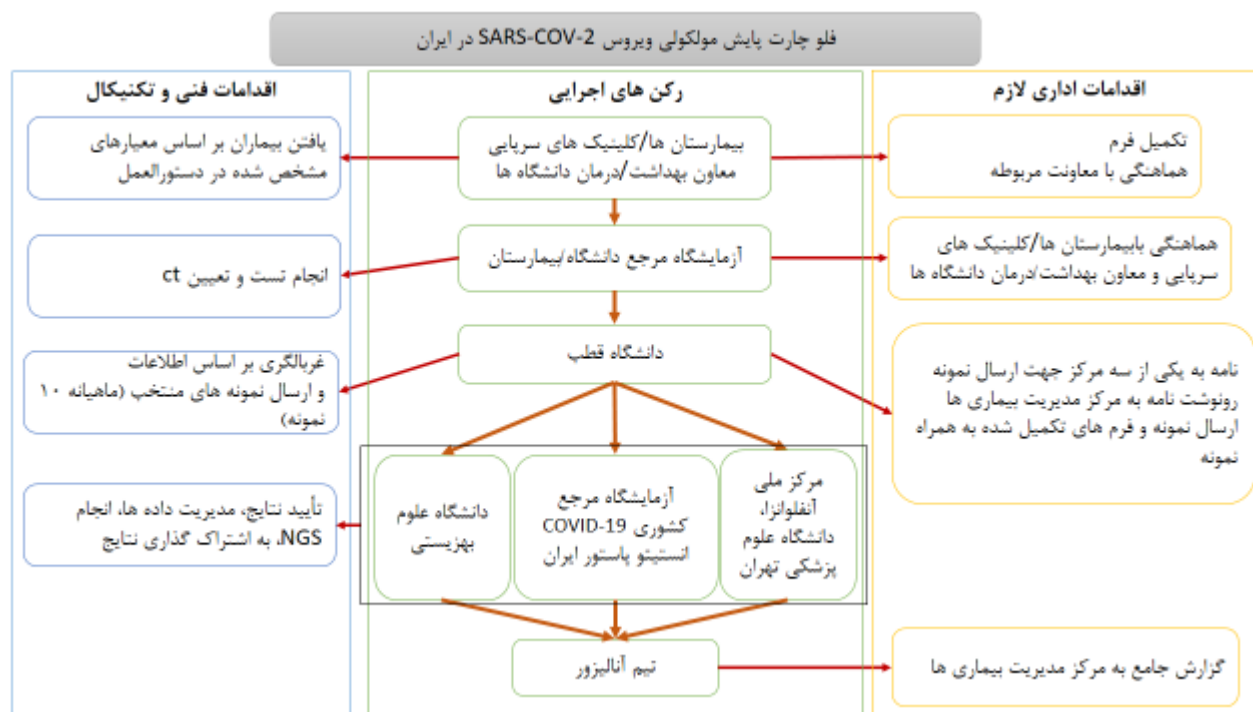 فلو چارت پایش مولکولی ویروس SARS-COV-2 در ایران
اقدامات اداری لازم
تکمیل فرم
هماهنگی با معاونت مربوطه
هماهنگی بابیمارستان ها/کلینیک های
سرپایی و معاون بهداشت/درمان دانشگاه ها
نامه به یکی از سه مرکز جهت ارسال نمونه
رونوشت نامه به مرکز مدیریت بیماری ها
ارسال نمونه و فرم های تکمیل شده به همراه
نمونه
گزارش جامع به مرکز مدیریت بیماری ها
رکن های اجرایی
بیمارستان ها/کلینیک های سرپایی
معاون بهداشت/درمان دانشگاه ها
آزمایشگاه مرجع دانشگاه/بیمارستان
دانشگاه قطب
مرکز ملی
آنفلوانزا،
دانشگاه علوم
پزشکی تهران
آزمایشگاه مرجع
کشوری COVID-19
انستیتو پاستور ایران
دانشگاه علوم
بهزیستی
تیم آنالیزور
اقدامات فنی و تکنیکال
یافتن بیماران بر اساس معیارهای
مشخص شده در دستورالعمل
انجام تست و تعیین ct
غربالگری بر اساس اطلاعات
و ارسال نمونه های منتخب (ماهیانه ۱۰
نمونه)
تأیید نتایج، مدیریت داده ها، انجام
NGS، به اشتراک گذاری نتایج